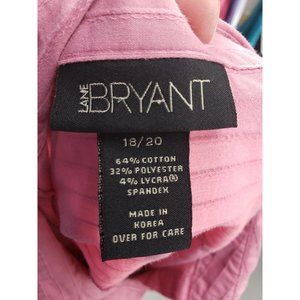 LANE BRYANT
18/20
64% COTTON
32% POLYESTER
4% LYCRA®
SPANDEX
MADE IN
KOREA
OVER FOR CARE